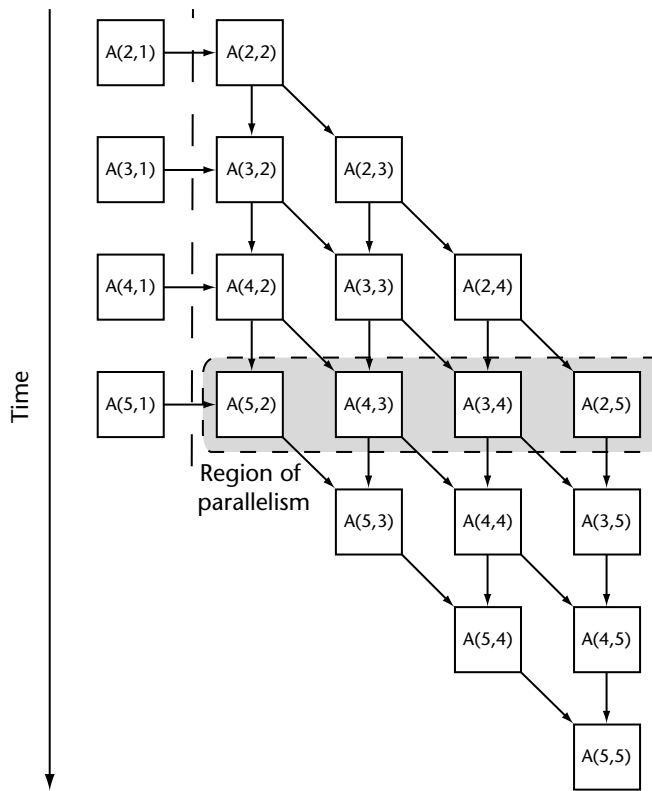 A(2,1)
A(2,2)
A(3,1)
A(3,2)
A(2,3)
A(4,1)
A(4,2)
A(3,3)
A(2,4)
Time
A(5,1)
A(5,2)
A(4,3)
A(3,4)
A(2,5)
Region of
parallelism
A(5,3)
A(4,4)
A(3,5)
A(5,4)
A(4,5)
A(5,5)